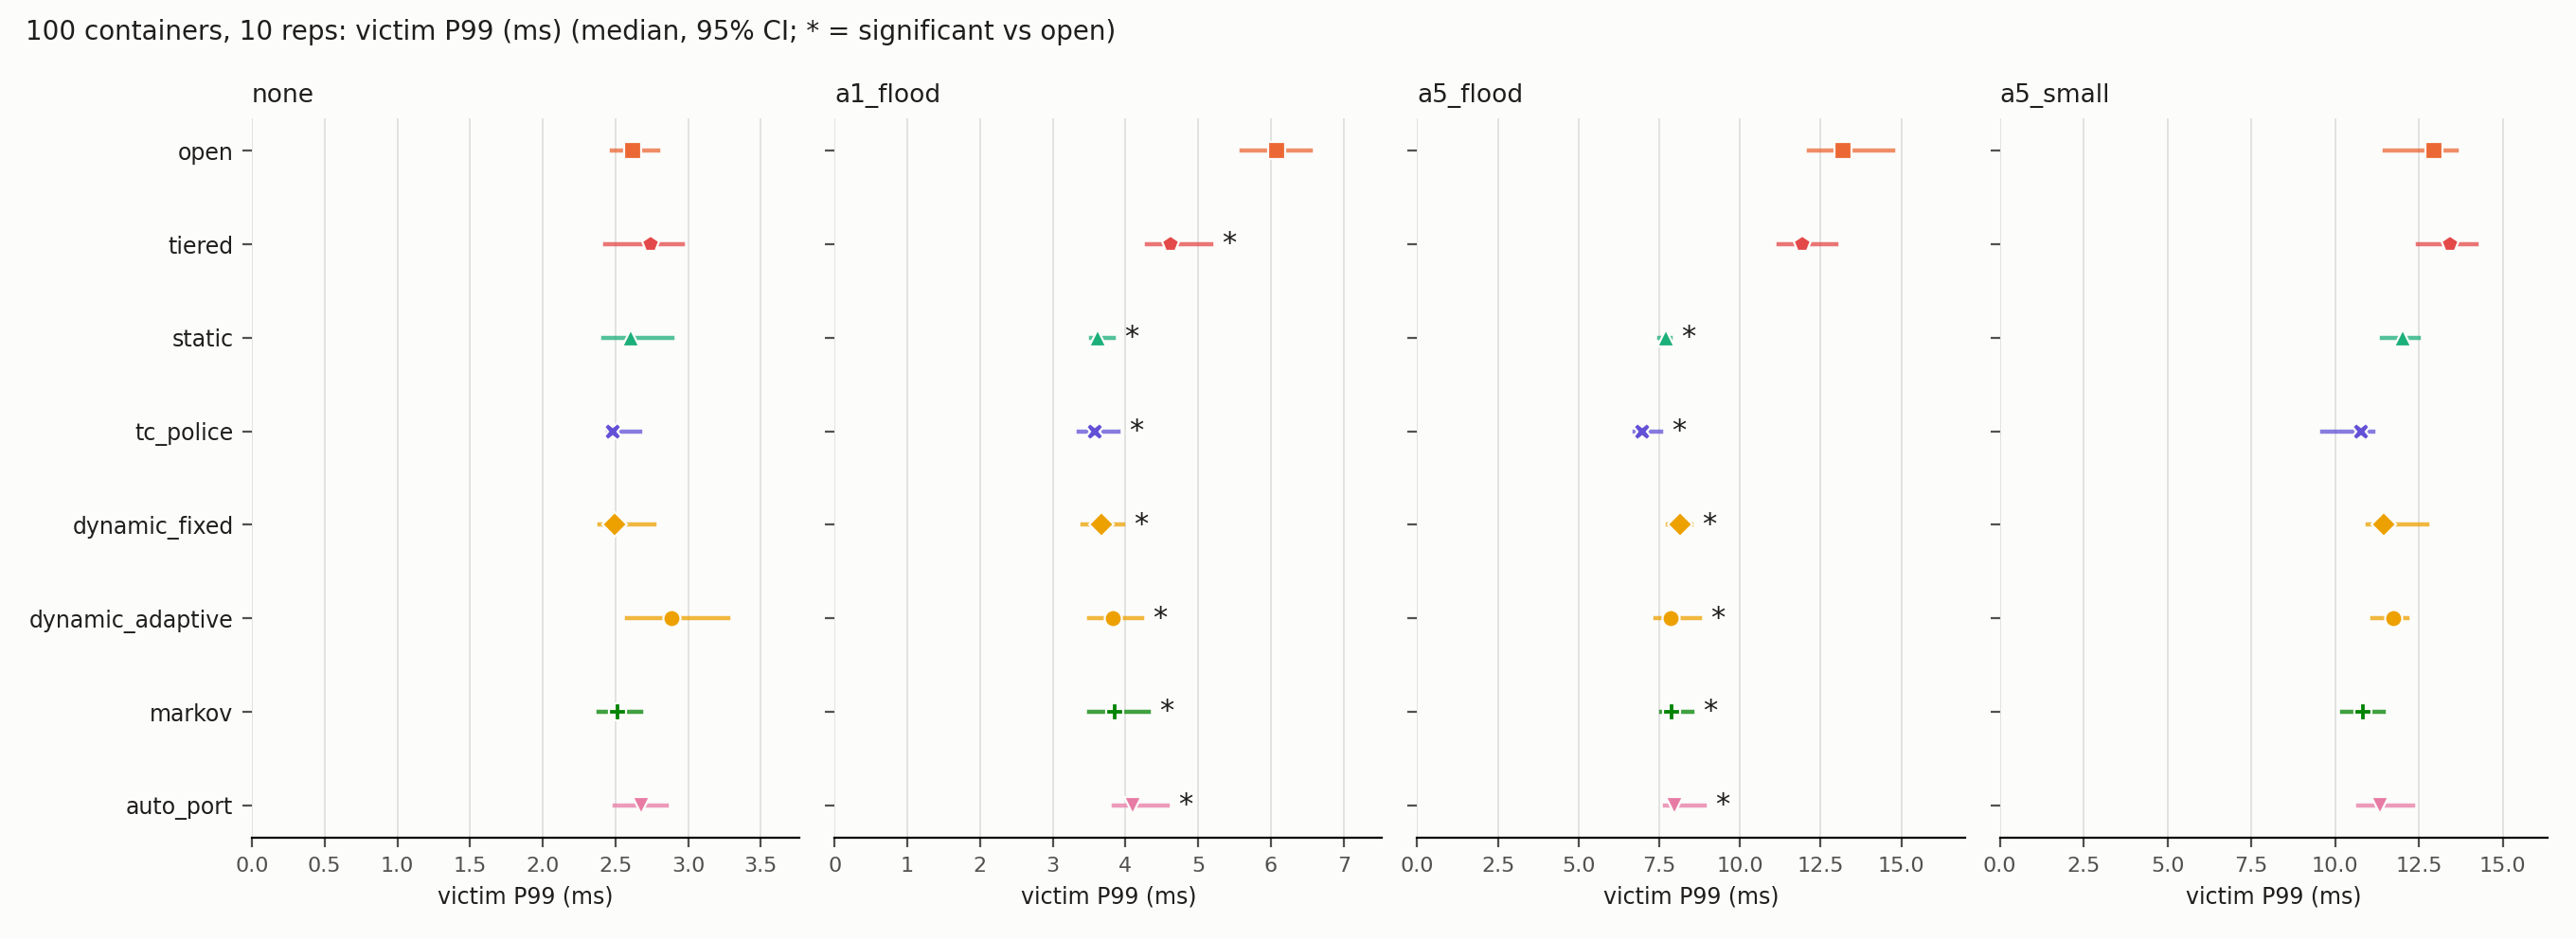 100 containers, 10 reps: victim P99 (ms) (median, 95% CI; * = significant vs open)
none a1_flood a5_flood a5_small
open
tiered *
static * *
tc_police * *
dynamic_fixed * *
dynamic_adaptive * *
markov * *
auto_port * *
0.0 0.5 1.0 1.5 2.0 2.5 3.0 3.5 0 1 2 3 4 5 6 7 0.0 2.5 5.0 7.5 10.0 12.5 15.0 0.0 2.5 5.0 7.5 10.0 12.5 15.0
victim P99 (ms) victim P99 (ms) victim P99 (ms) victim P99 (ms)